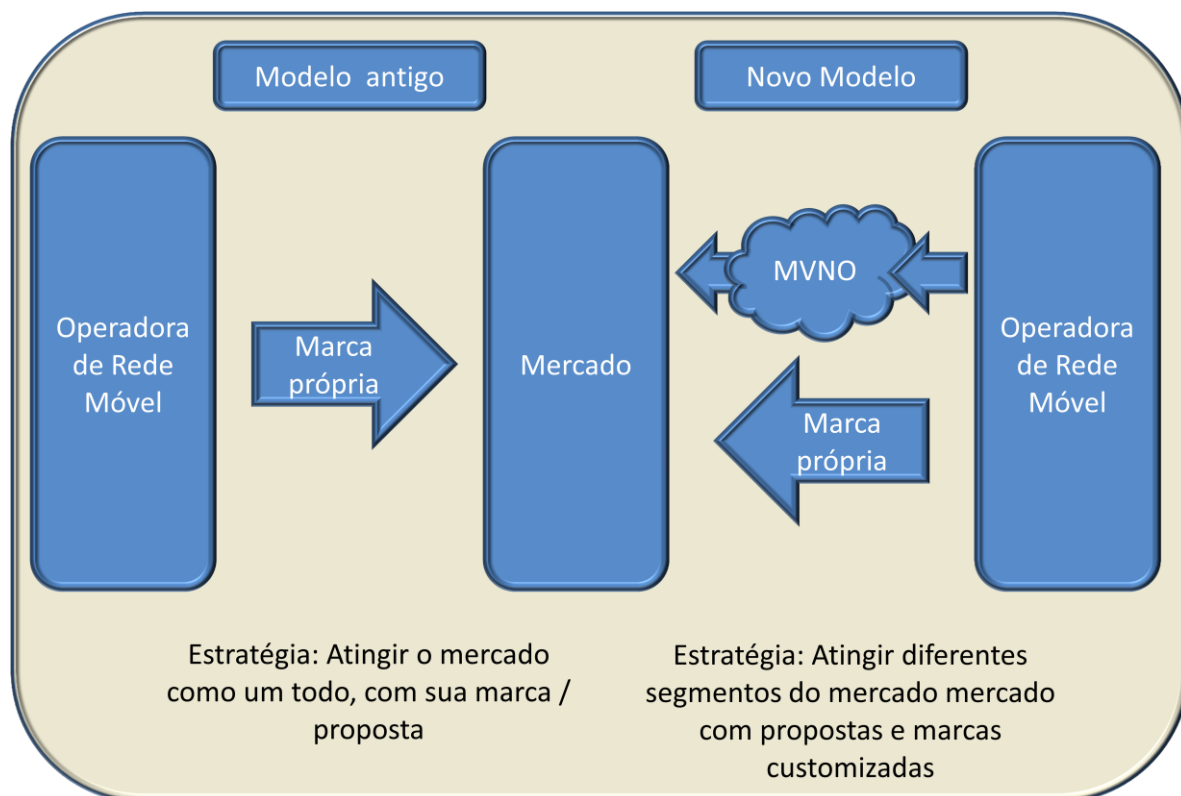 Modelo antigo
Novo Modelo
Operadora
de Rede
Móvel
Marca
própria
Mercado
MVNO
Marca
própria
Operadora
de Rede
Móvel
Estratégia: Atingir o mercado
como um todo, com sua marca /
proposta
Estratégia: Atingir diferentes
segmentos do mercado mercado
com propostas e marcas
customizadas